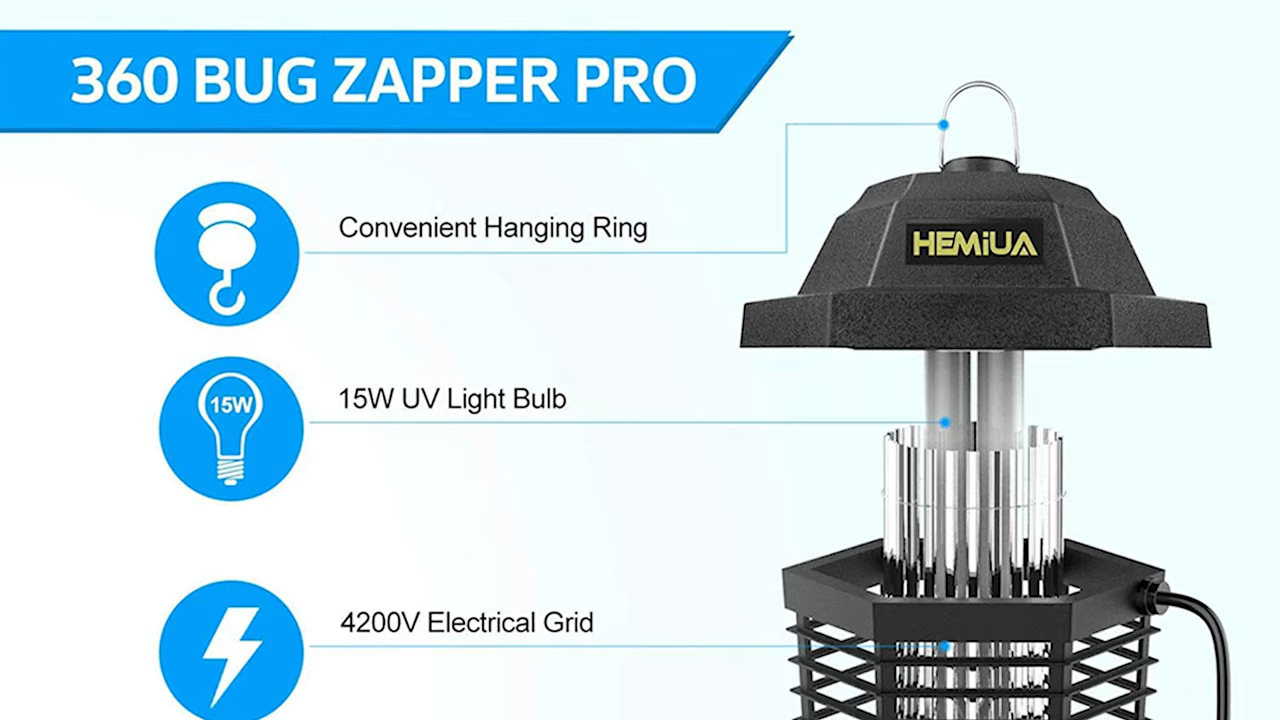 360 BUG ZAPPER PRO
Convenient Hanging Ring
HEMiUA
15W
15W UV Light Bulb
4200V Electrical Grid